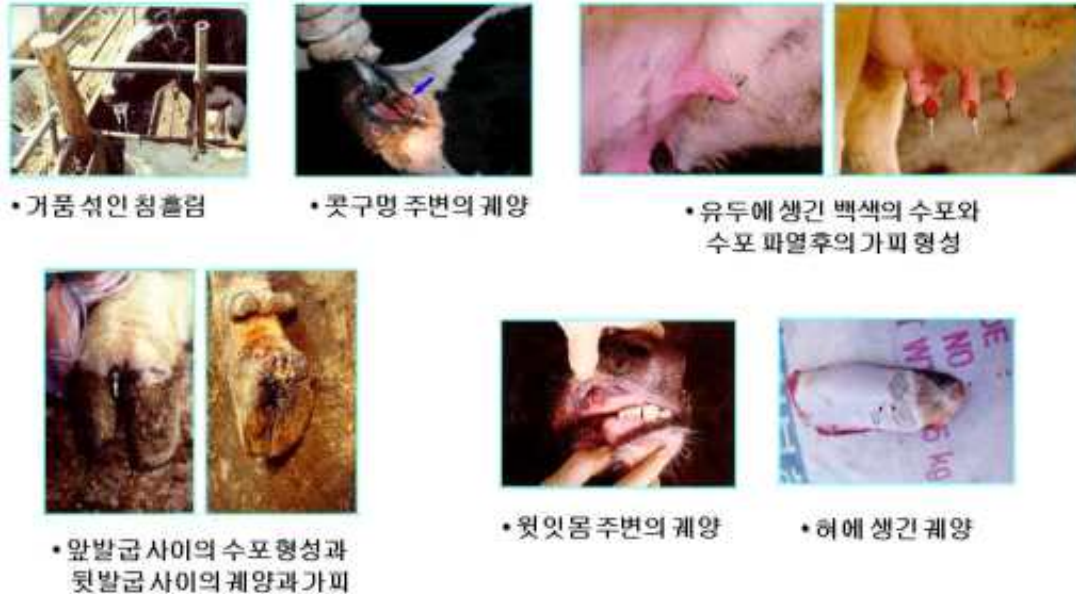 • 거품 섞인 침흘림
• 콧구멍 주변의 궤양
• 유두에 생긴 백색의 수포와
수포 파열후의 가피 형성
• 앞발굽 사이의 수포 형성과
뒷발굽 사이의 궤양과 가피
• 윗잇몸 주변의 궤양
• 혀에 생긴 궤양
NO
kg